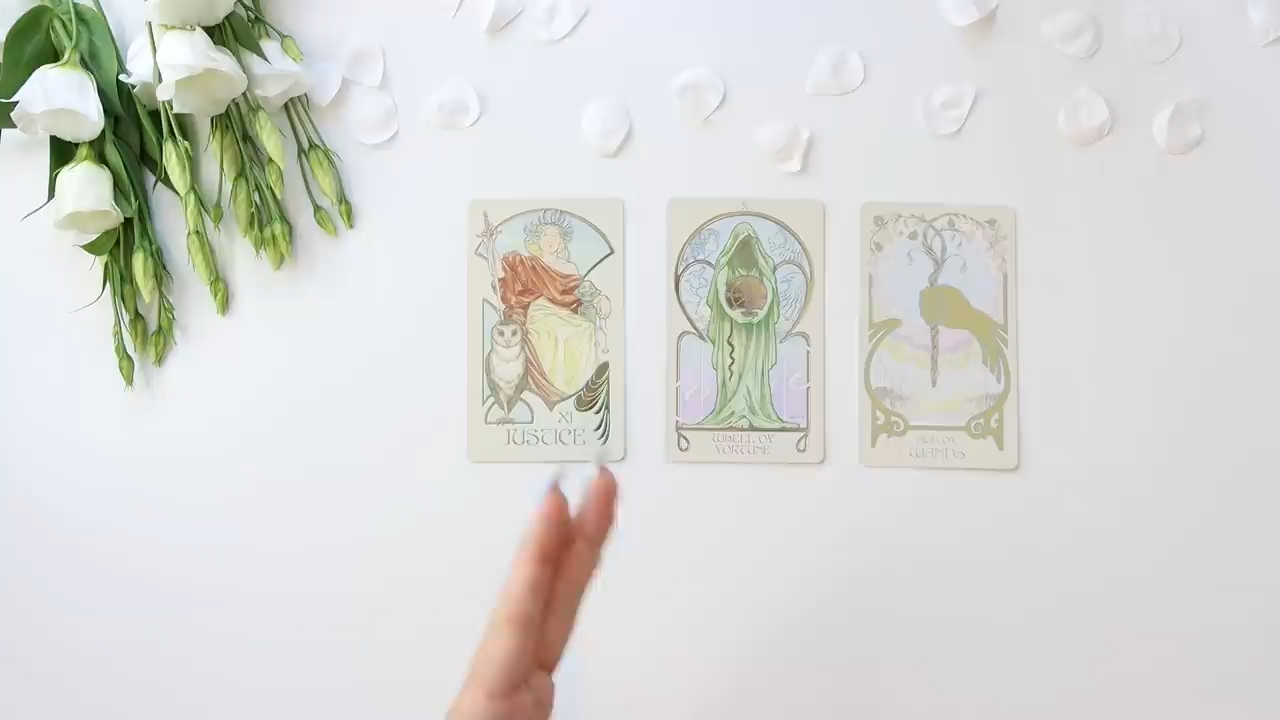 XI
JUSTICE
X
WHEEL OF
FORTUNE
ACE OF
WANDS